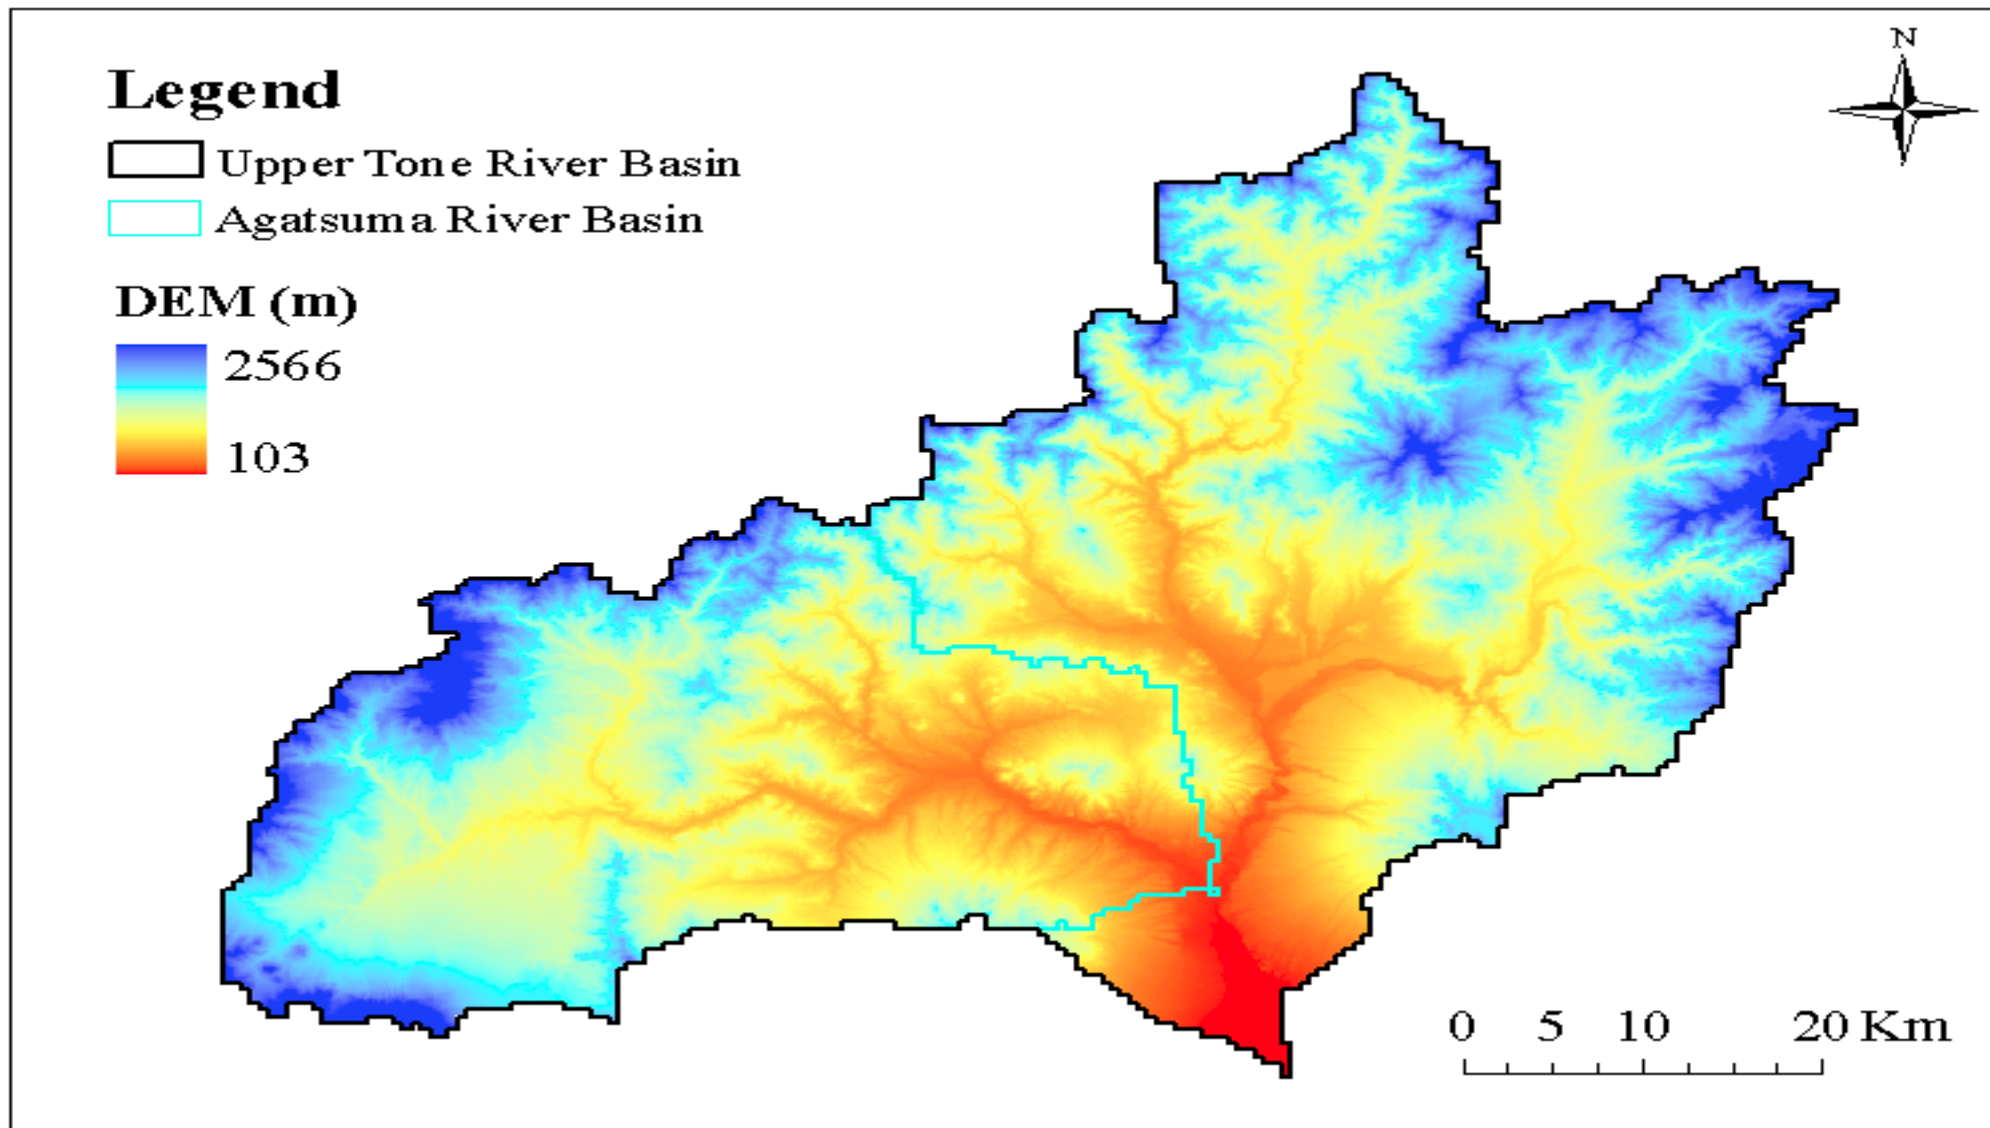 N
Legend
Upper Tone River Basin
Agatsuma River Basin
DEM (m)
2566
103
0 5 10 20 Km